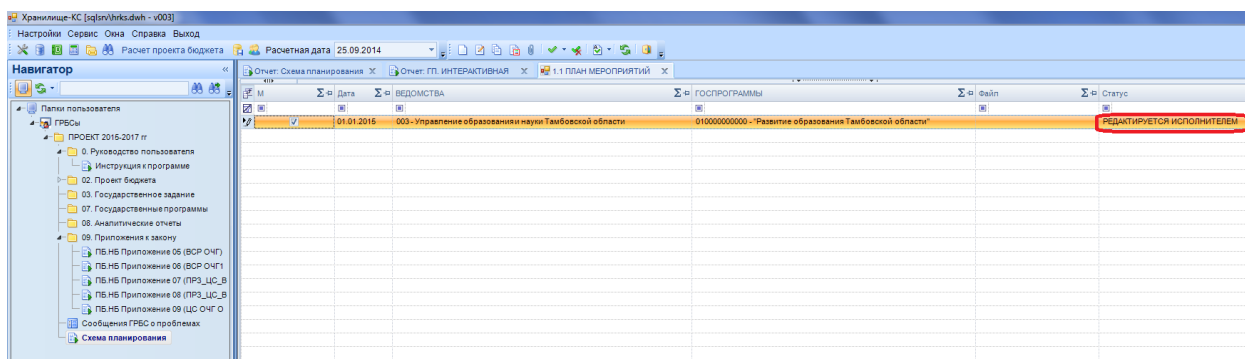 Хранилище-КС [sqlsrv\hrks.dwh - v003]
Настройки Сервис Окна Справка Выход
Расчет проекта бюджета Расчетная дата 25.09.2014
Навигатор «
Отчет: Схема планирования X Отчет: ГП. ИНТЕРАКТИВНАЯ X 1.1 ПЛАН МЕРОПРИЯТИЙ X
М Σ Дата Σ ВЕДОМСТВА Σ ГОСПРОГРАММЫ Σ Файл Σ Статус
01.01.2015 003 - Управление образования и науки Тамбовской области 010000000000 - "Развитие образования Тамбовской области" РЕДАКТИРУЕТСЯ ИСПОЛНИТЕЛЕМ
Папки пользователя
ГРБСы
ПРОЕКТ 2015-2017 гг
0. Руководство пользователя
Инструкция к программе
02. Проект бюджета
03. Государственное задание
07. Государственные программы
08. Аналитические отчеты
09. Приложения к закону
ПБ.НБ Приложение 05 (ВСР ОЧГ)
ПБ.НБ Приложение 06 (ВСР ОЧГ1
ПБ.НБ Приложение 07 (ПРЗ_ЦС_В
ПБ.НБ Приложение 08 (ПРЗ_ЦС_В
ПБ.НБ Приложение 09 (ЦС ОЧГ О
Сообщения ГРБС о проблемах
Схема планирования